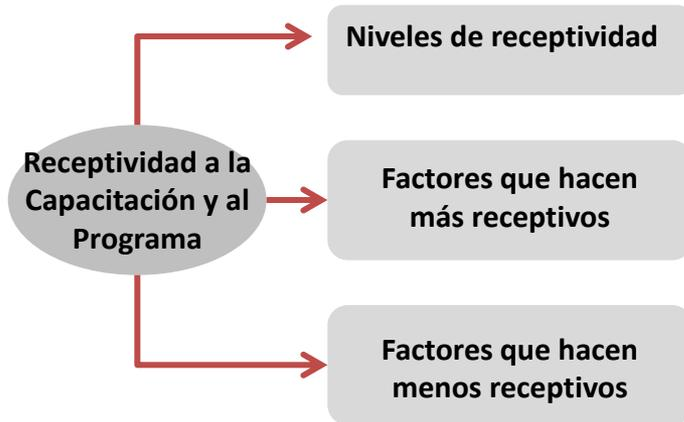 Niveles de receptividad
Receptividad a la
Capacitación y al
Programa
Factores que hacen
más receptivos
Factores que hacen
menos receptivos